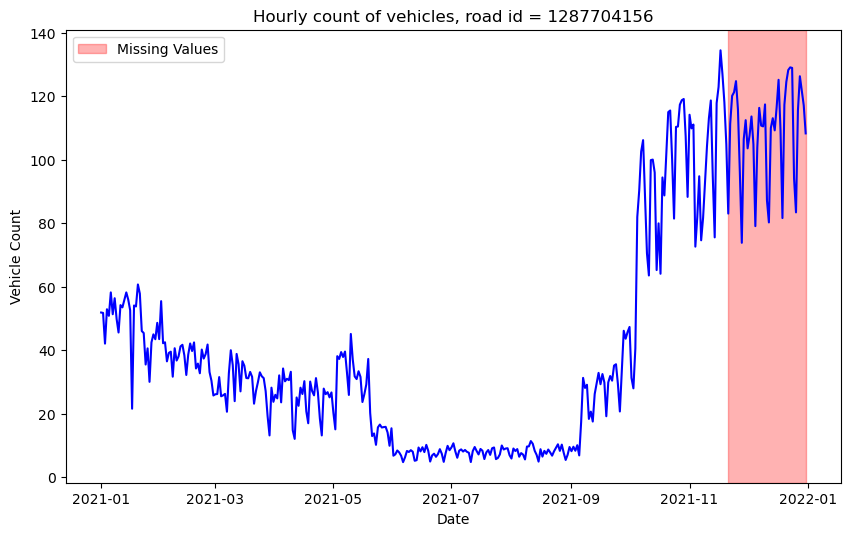 Hourly count of vehicles, road id = 1287704156
Missing Values
Vehicle Count
140
120
100
80
60
40
20
0
2021-01 2021-03 2021-05 2021-07 2021-09 2021-11 2022-01
Date